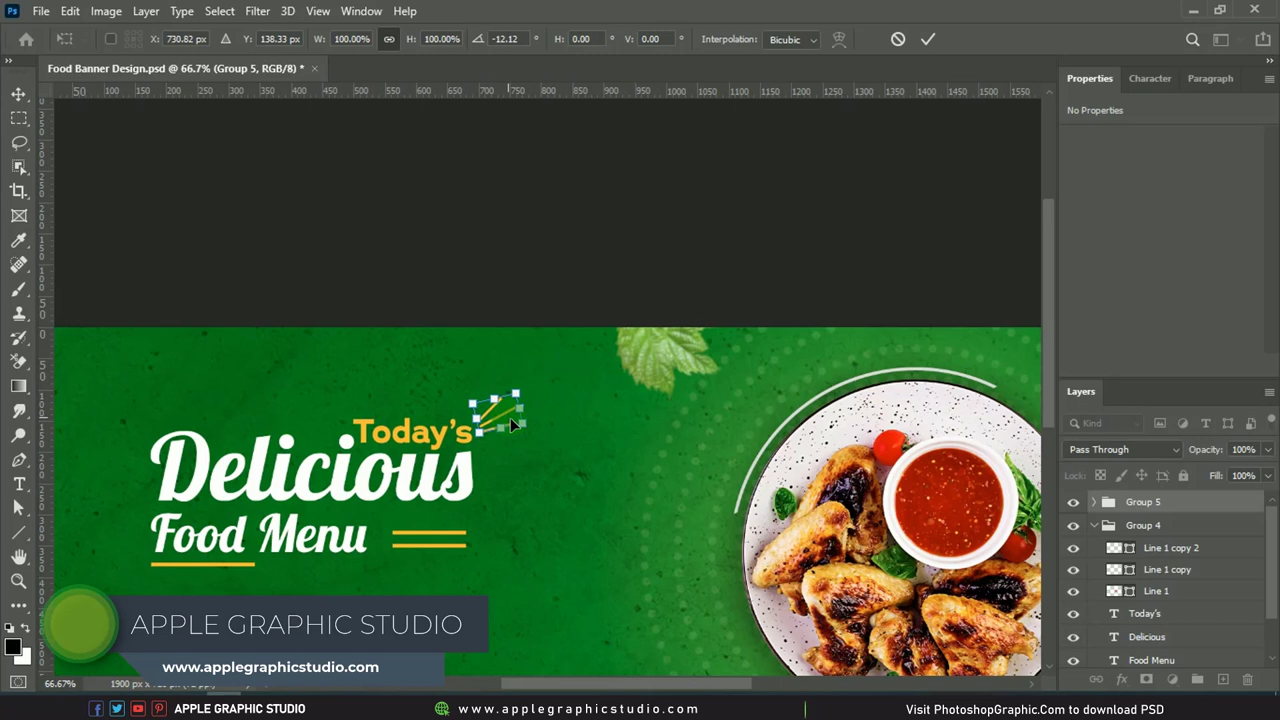 Ps File Edit Image Layer Type Select Filter 3D View Window Help
X: 730.82 px Y: 138.33 px W: 100.00% H: 100.00% -12.12 ° H: 0.00 ° V: 0.00 ° Interpolation: Bicubic
Food Banner Design.psd @ 66.7% (Group 5, RGB/8) * ×
50 100 150 200 250 300 350 400 450 500 550 600 650 700 750 800 850 900 950 1000 1050 1100 1150 1200 1250 1300 1350 1400 1450 1500 1550
Properties Character Paragraph
No Properties
Today's
Delicious
Food Menu
Layers
Kind
Pass Through Opacity: 100%
Lock: Fill: 100%
Group 5
Group 4
Line 1 copy 2
Line 1 copy
Line 1
Today's
Delicious
Food Menu
APPLE GRAPHIC STUDIO
www.applegraphicstudio.com
66.67% 1900 px
APPLE GRAPHIC STUDIO www.applegraphicstudio.com Visit PhotoshopGraphic.Com to download PSD